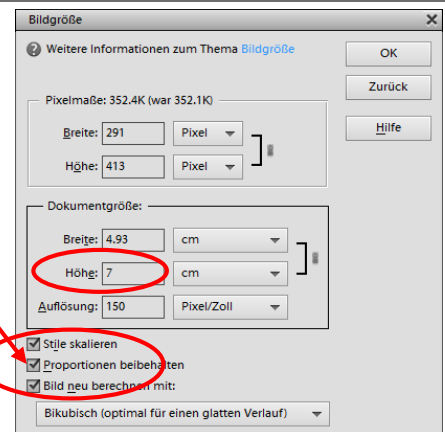 Bildgröße
Weitere Informationen zum Thema Bildgröße
OK
Zurück
Hilfe
Pixelmaße: 352.4K (war 352.1K)
Breite: 291 Pixel
Höhe: 413 Pixel
Dokumentgröße:
Breite: 4.93 cm
Höhe: 7 cm
Auflösung: 150 Pixel/Zoll
Stile skalieren
Proportionen beibehalten
Bild neu berechnen mit:
Bikubisch (optimal für einen glatten Verlauf)